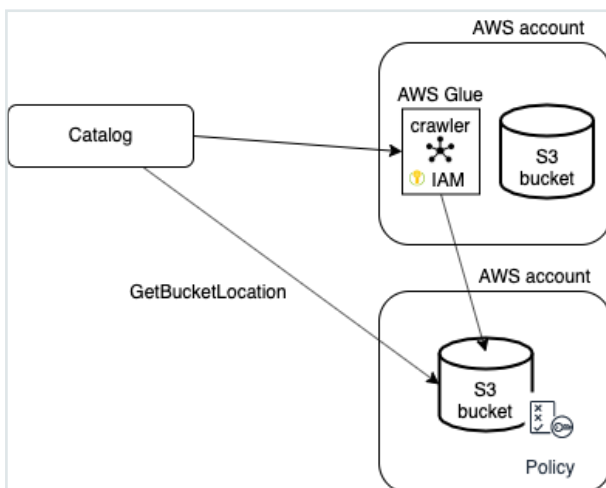 AWS account
AWS Glue
crawler
IAM
S3
bucket
Catalog
GetBucketLocation
AWS account
S3
bucket
Policy